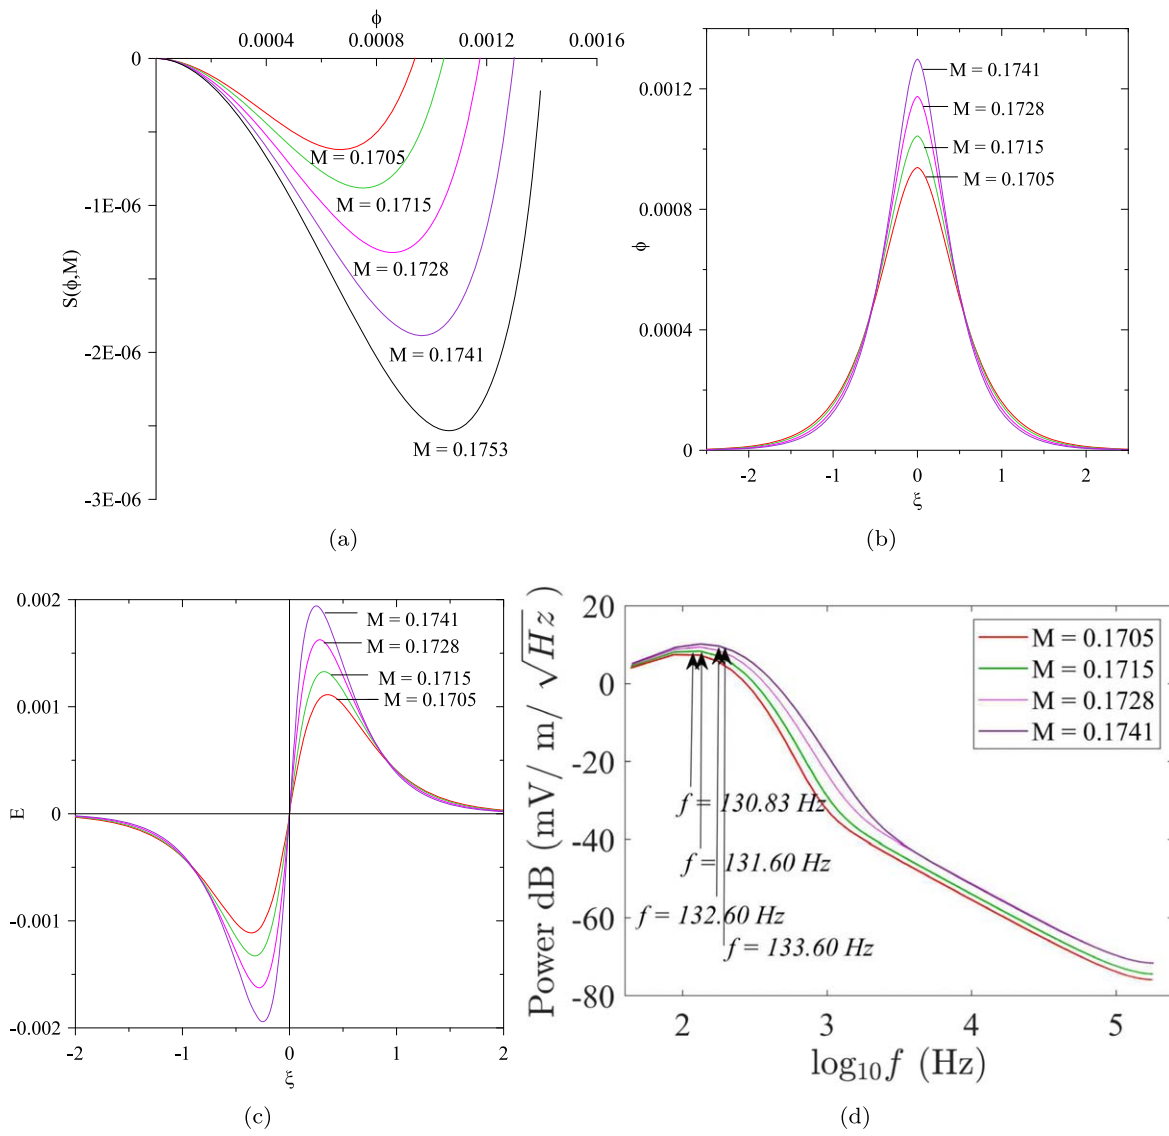 ϕ
0.0004 0.0008 0.0012 0.0016
0
-1E-06
-2E-06
-3E-06
S(ϕ,M)
M = 0.1705
M = 0.1715
M = 0.1728
M = 0.1741
M = 0.1753
(a)
0.0012
0.0008
0.0004
0
ϕ
M = 0.1741
M = 0.1728
M = 0.1715
M = 0.1705
-2 -1 0 1 2
ξ
(b)
0.002
0.001
0
-0.001
-0.002
E
M = 0.1741
M = 0.1728
M = 0.1715
M = 0.1705
-2 -1 0 1 2
ξ
(c)
Power dB (mV/ m/ √Hz )
20
0
-20
-40
-60
-80
M = 0.1705
M = 0.1715
M = 0.1728
M = 0.1741
f = 130.83 Hz
f = 131.60 Hz
f = 132.60 Hz
f = 133.60 Hz
2 3 4 5
log₁₀ f (Hz)
(d)